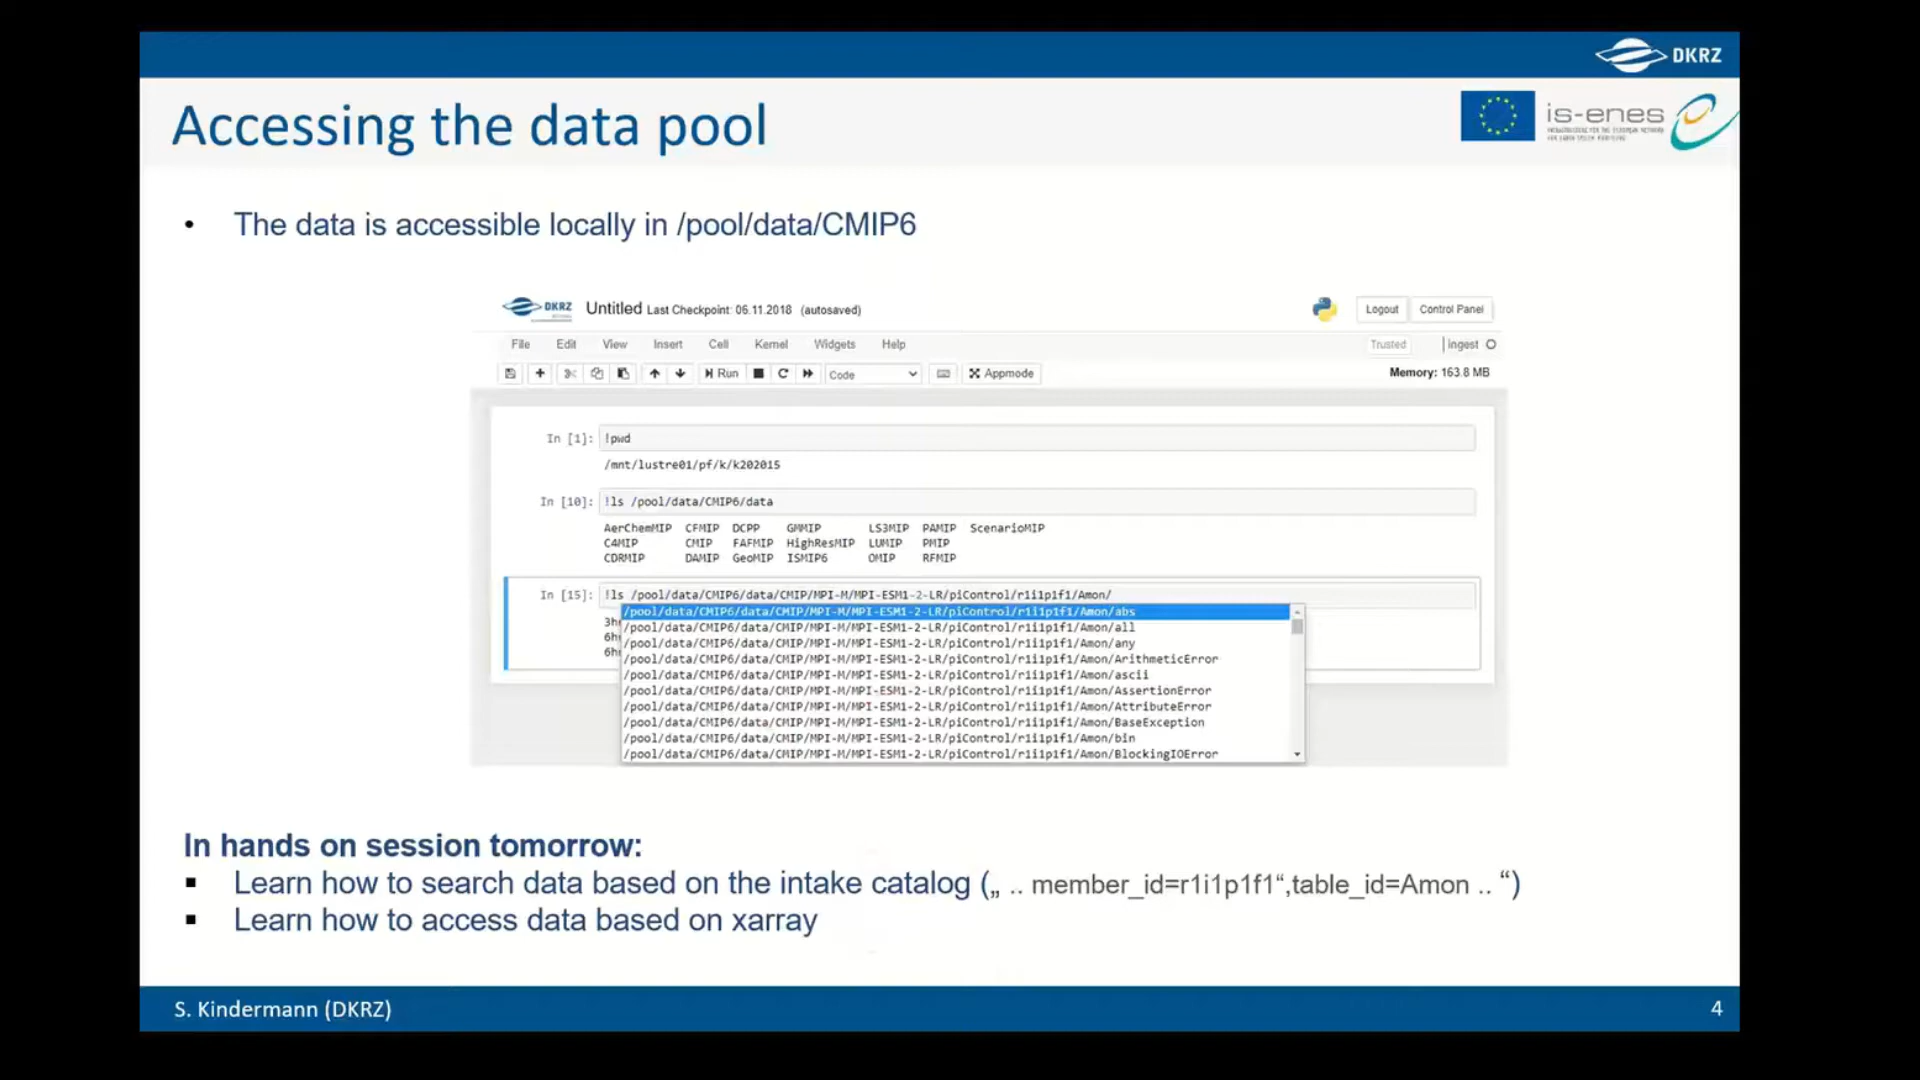 DKRZ
Accessing the data pool
is-enes
• The data is accessible locally in /pool/data/CMIP6
DKRZ Untitled Last Checkpoint: 06.11.2018 (autosaved) Logout Control Panel
File Edit View Insert Cell Kernel Widgets Help Trusted ingest
Run Code Appmode Memory: 163.8 MB
In [1]: !pwd
/mnt/lustre01/pf/k/k202015
In [10]: !ls /pool/data/CMIP6/data
AerChemMIP CFMIP DCPP GMMIP LS3MIP PAMIP ScenarioMIP
C4MIP CMIP FAFMIP HighResMIP LUMIP PMIP
CDRMIP DAMIP GeoMIP ISMIP6 OMIP RFMIP
In [15]: !ls /pool/data/CMIP6/data/CMIP/MPI-M/MPI-ESM1-2-LR/piControl/r1i1p1f1/Amon/
/pool/data/CMIP6/data/CMIP/MPI-M/MPI-ESM1-2-LR/piControl/r1i1p1f1/Amon/abs
3h /pool/data/CMIP6/data/CMIP/MPI-M/MPI-ESM1-2-LR/piControl/r1i1p1f1/Amon/all
6h /pool/data/CMIP6/data/CMIP/MPI-M/MPI-ESM1-2-LR/piControl/r1i1p1f1/Amon/any
6h /pool/data/CMIP6/data/CMIP/MPI-M/MPI-ESM1-2-LR/piControl/r1i1p1f1/Amon/ArithmeticError
/pool/data/CMIP6/data/CMIP/MPI-M/MPI-ESM1-2-LR/piControl/r1i1p1f1/Amon/ascii
/pool/data/CMIP6/data/CMIP/MPI-M/MPI-ESM1-2-LR/piControl/r1i1p1f1/Amon/AssertionError
/pool/data/CMIP6/data/CMIP/MPI-M/MPI-ESM1-2-LR/piControl/r1i1p1f1/Amon/AttributeError
/pool/data/CMIP6/data/CMIP/MPI-M/MPI-ESM1-2-LR/piControl/r1i1p1f1/Amon/BaseException
/pool/data/CMIP6/data/CMIP/MPI-M/MPI-ESM1-2-LR/piControl/r1i1p1f1/Amon/bin
/pool/data/CMIP6/data/CMIP/MPI-M/MPI-ESM1-2-LR/piControl/r1i1p1f1/Amon/BlockingIOError
In hands on session tomorrow:
▪ Learn how to search data based on the intake catalog („ .. member_id=r1i1p1f1“,table_id=Amon .. “)
▪ Learn how to access data based on xarray
S. Kindermann (DKRZ) 4